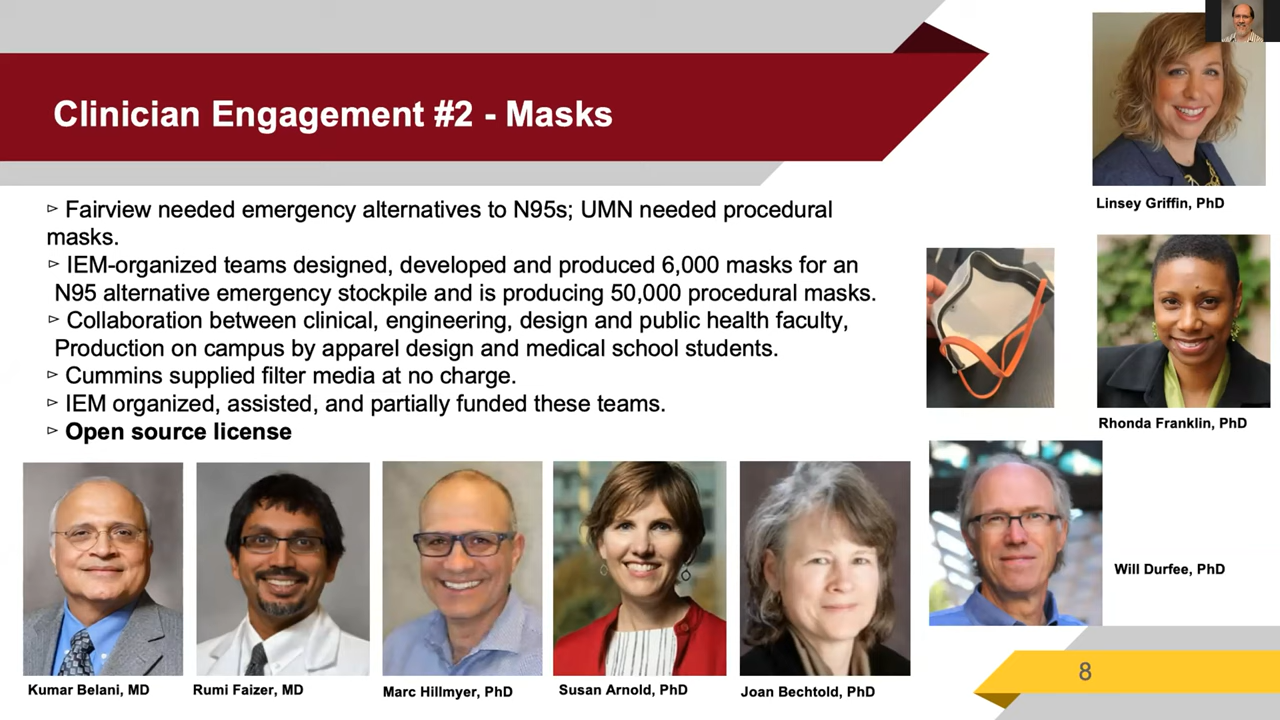 Clinician Engagement #2 - Masks
▻ Fairview needed emergency alternatives to N95s; UMN needed procedural
masks.
▻ IEM-organized teams designed, developed and produced 6,000 masks for an
N95 alternative emergency stockpile and is producing 50,000 procedural masks.
▻ Collaboration between clinical, engineering, design and public health faculty,
Production on campus by apparel design and medical school students.
▻ Cummins supplied filter media at no charge.
▻ IEM organized, assisted, and partially funded these teams.
▻ Open source license
Linsey Griffin, PhD
Rhonda Franklin, PhD
Will Durfee, PhD
Kumar Belani, MD
Rumi Faizer, MD
Marc Hillmyer, PhD
Susan Arnold, PhD
Joan Bechtold, PhD
8